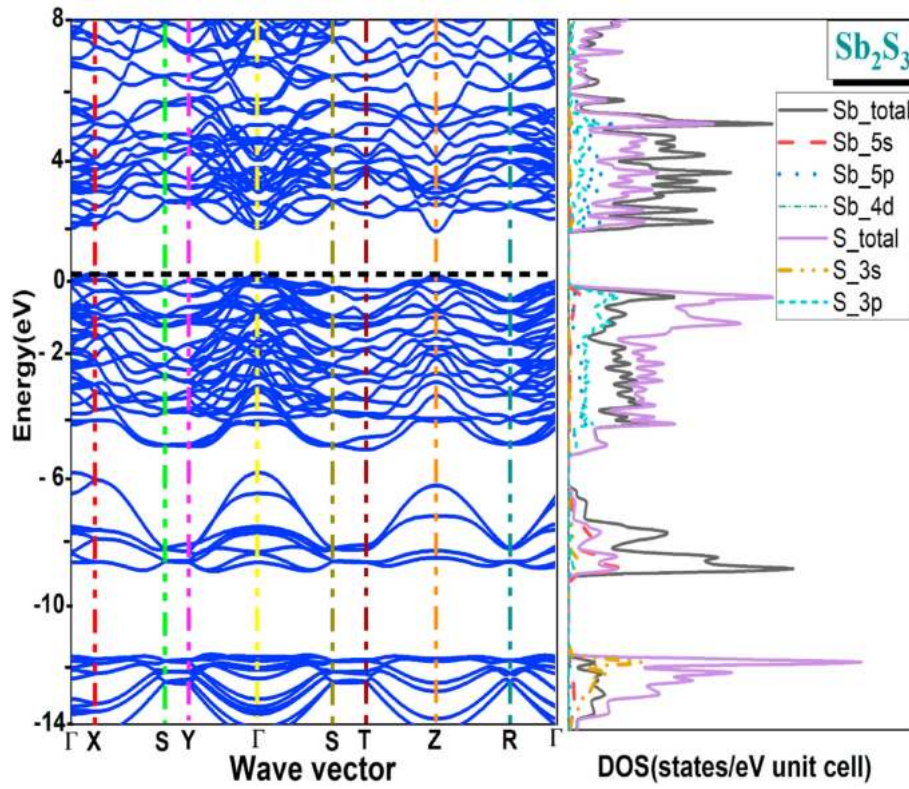 8
4
0
- 2
- 6
-10
-14
Energy(eV)
Γ X S Y Γ S T Z R Γ
Wave vector
Sb₂S₃
Sb_total
Sb_5s
Sb_5p
Sb_4d
S_total
S_3s
S_3p
DOS(states/eV unit cell)